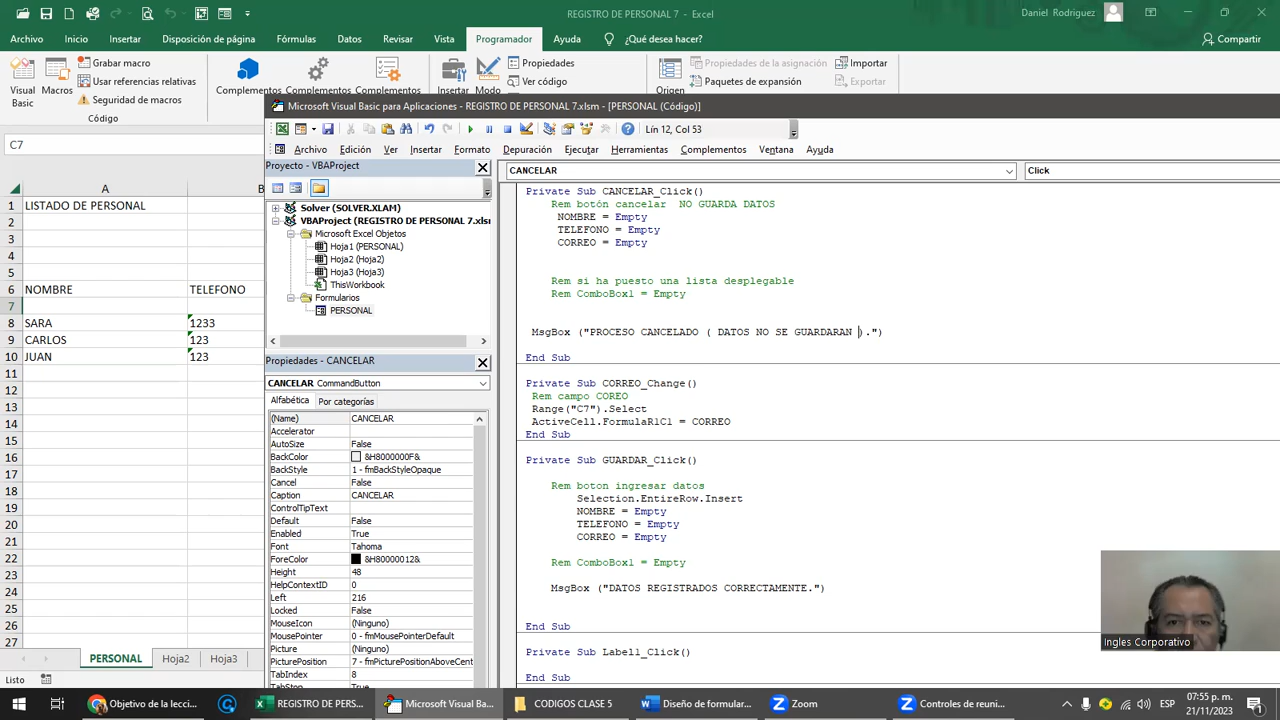 REGISTRO DE PERSONAL 7 - Excel
Daniel Rodriguez
Archivo Inicio Insertar Disposición de página Fórmulas Datos Revisar Vista Programador Ayuda ¿Qué desea hacer? Compartir
Visual Basic
Macros
Grabar macro
Usar referencias relativas
Seguridad de macros
Código
Complementos
Complementos
Complementos
Insertar
Modo
Propiedades
Ver código
Origen
Propiedades de la asignación
Paquetes de expansión
Importar
Exportar
Microsoft Visual Basic para Aplicaciones - REGISTRO DE PERSONAL 7.xlsm - [PERSONAL (Código)]
Lín 12, Col 53
Archivo Edición Ver Insertar Formato Depuración Ejecutar Herramientas Complementos Ventana Ayuda
C7
A B
1 LISTADO DE PERSONAL
2
3
4
5
6 NOMBRE TELEFONO
7
8 SARA 1233
9 CARLOS 123
10 JUAN 123
11
12
13
14
15
16
17
18
19
20
21
22
23
24
25
26
27
PERSONAL Hoja2 Hoja3
Listo
Proyecto - VBAProject
Solver (SOLVER.XLAM)
VBAProject (REGISTRO DE PERSONAL 7.xlsm
Microsoft Excel Objetos
Hoja1 (PERSONAL)
Hoja2 (Hoja2)
Hoja3 (Hoja3)
ThisWorkbook
Formularios
PERSONAL
Propiedades - CANCELAR
CANCELAR CommandButton
Alfabética Por categorías
(Name) CANCELAR
Accelerator
AutoSize False
BackColor &H8000000F&
BackStyle 1 - fmBackStyleOpaque
Cancel False
Caption CANCELAR
ControlTipText
Default False
Enabled True
Font Tahoma
ForeColor &H80000012&
Height 48
HelpContextID 0
Left 216
Locked False
MouseIcon (Ninguno)
MousePointer 0 - fmMousePointerDefault
Picture (Ninguno)
PicturePosition 7 - fmPicturePositionAboveCent
TabIndex 8
TabStop True
CANCELAR Click
Private Sub CANCELAR_Click()
Rem botón cancelar NO GUARDA DATOS
NOMBRE = Empty
TELEFONO = Empty
CORREO = Empty
Rem si ha puesto una lista desplegable
Rem ComboBox1 = Empty
MsgBox ("PROCESO CANCELADO ( DATOS NO SE GUARDARAN ).")
End Sub
Private Sub CORREO_Change()
Rem campo COREO
Range("C7").Select
ActiveCell.FormulaR1C1 = CORREO
End Sub
Private Sub GUARDAR_Click()
Rem boton ingresar datos
Selection.EntireRow.Insert
NOMBRE = Empty
TELEFONO = Empty
CORREO = Empty
Rem ComboBox1 = Empty
MsgBox ("DATOS REGISTRADOS CORRECTAMENTE.")
End Sub
Private Sub Label1_Click()
End Sub
Ingles Corporativo
Objetivo de la lecci...
REGISTRO DE PERS...
Microsoft Visual Ba...
CODIGOS CLASE 5
Diseño de formular...
Zoom
Controles de reuni...
ESP
07:55 p. m.
21/11/2023